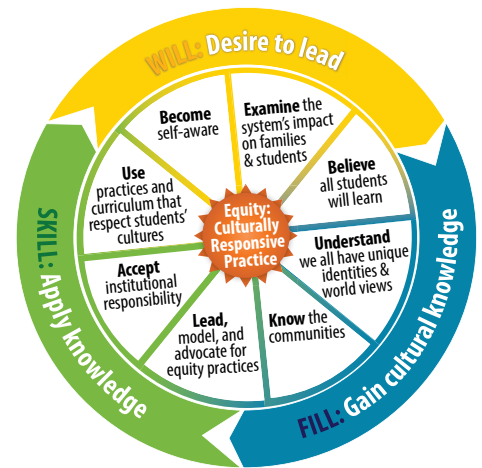 WILL: Desire to lead
Become
self-aware
Examine the
system's impact
on families
& students
Believe
all students
will learn
Understand
we all have unique
identities &
world views
Know the
communities
Lead,
model, and
advocate for
equity practices
Accept
institutional
responsibility
Use
practices and
curriculum that
respect students'
cultures
Equity:
Culturally
Responsive
Practice
FILL: Gain cultural knowledge
SKILL: Apply knowledge